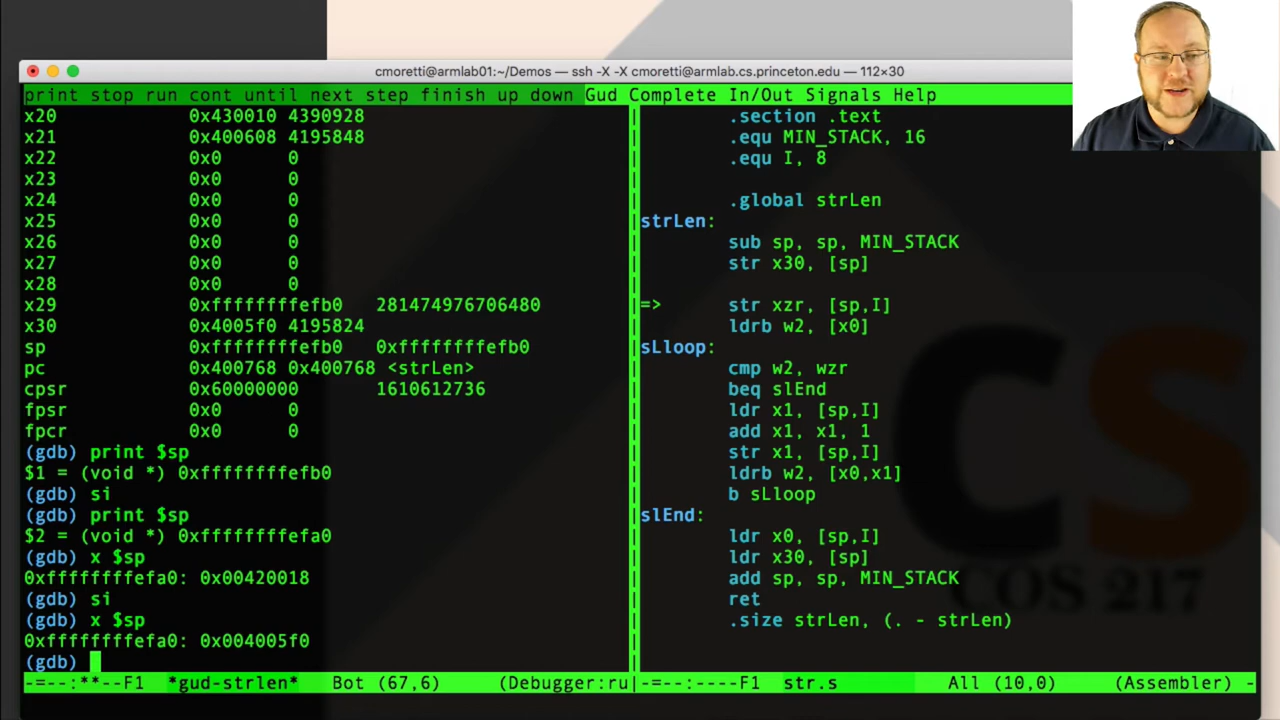 cmoretti@armlab01:~/Demos — ssh -X -X cmoretti@armlab.cs.princeton.edu — 112×30
print stop run cont until next step finish up down Gud Complete In/Out Signals Help
x20 0x430010 4390928
x21 0x400608 4195848
x22 0x0 0
x23 0x0 0
x24 0x0 0
x25 0x0 0
x26 0x0 0
x27 0x0 0
x28 0x0 0
x29 0xffffffffefb0 281474976706480
x30 0x4005f0 4195824
sp 0xffffffffefb0 0xffffffffefb0
pc 0x400768 0x400768 <strLen>
cpsr 0x60000000 1610612736
fpsr 0x0 0
fpcr 0x0 0
(gdb) print $sp
$1 = (void *) 0xffffffffefb0
(gdb) si
(gdb) print $sp
$2 = (void *) 0xffffffffefa0
(gdb) x $sp
0xffffffffefa0: 0x00420018
(gdb) si
(gdb) x $sp
0xffffffffefa0: 0x004005f0
(gdb)
-=--:**--F1 *gud-strlen* Bot (67,6) (Debugger:ru
.section .text
.equ MIN_STACK, 16
.equ I, 8
.global strLen
strLen:
sub sp, sp, MIN_STACK
str x30, [sp]
=> str xzr, [sp,I]
ldrb w2, [x0]
sLloop:
cmp w2, wzr
beq slEnd
ldr x1, [sp,I]
add x1, x1, 1
str x1, [sp,I]
ldrb w2, [x0,x1]
b sLloop
slEnd:
ldr x0, [sp,I]
ldr x30, [sp]
add sp, sp, MIN_STACK
ret
.size strLen, (. - strLen)
-=--:----F1 str.s All (10,0) (Assembler) -
CS
COS 217